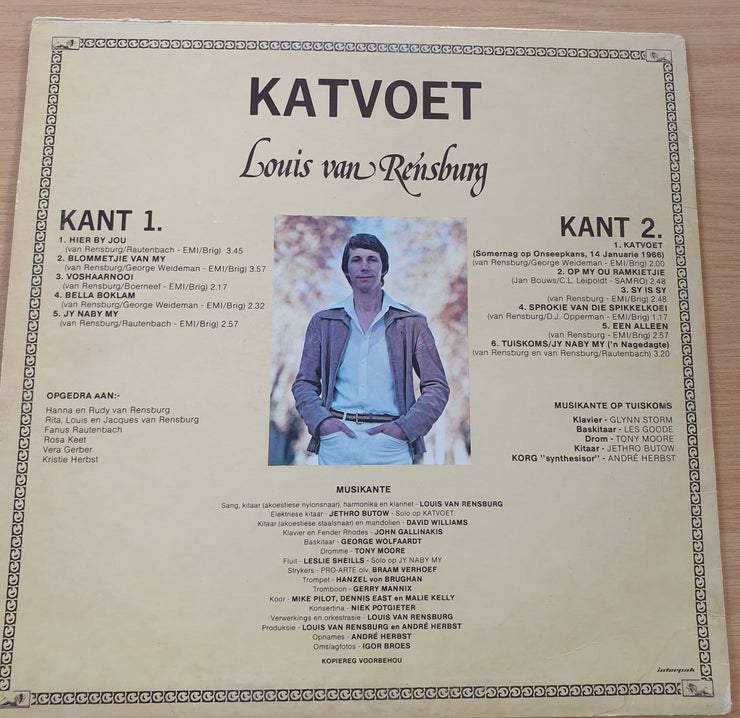 KATVOET
Louis van Rensburg
KANT 1.
1. HIER BY JOU
(van Rensburg/Rautenbach - EMI/Brig) 3.45
2. BLOMMETJIE VAN MY
(van Rensburg/George Weideman - EMI/Brig) 3.57
3. VOSHAARNOOI
(van Rensburg/Boerneef - EMI/Brig) 2.17
4. BELLA BOKLAM
(van Rensburg/George Weideman - EMI/Brig) 2.32
5. JY NABY MY
(van Rensburg/Rautenbach - EMI/Brig) 2.57
KANT 2.
1. KATVOET
(Somernag op Onseepkans, 14 Januarie 1966)
(van Rensburg/George Weideman - EMI/Brig) 2.00
2. OP MY OU RAMKIETJIE
(Jan Bouws/C.L. Leipoldt - SAMRO) 2.48
3. SY IS SY
(van Rensburg - EMI/Brig) 2.48
4. SPROKIE VAN DIE SPIKKELKOEI
(van Rensburg/D.J. Opperman - EMI/Brig) 1.17
5. EEN ALLEEN
(van Rensburg - EMI/Brig) 2.57
6. TUISKOMS/JY NABY MY ('n Nagedagte)
(van Rensburg en van Rensburg/Rautenbach) 3.20
OPGEDRA AAN:-
Hanna en Rudy van Rensburg
Rita, Louis en Jacques van Rensburg
Fanus Rautenbach
Rosa Keet
Vera Gerber
Kristie Herbst
MUSIKANTE OP TUISKOMS
Klavier - GLYNN STORM
Baskitaar - LES GOODE
Drom - TONY MOORE
Kitaar - JETHRO BUTOW
KORG "synthesisor" - ANDRÉ HERBST
MUSIKANTE
Sang, kitaar (akoestiese nylonsnaar), harmonika en klarinet - LOUIS VAN RENSBURG
Elektriese kitaar - JETHRO BUTOW - Solo op KATVOET
Kitaar (akoestiese staalsnaar) en mandolien - DAVID WILLIAMS
Klavier en Fender Rhodes - JOHN GALLINAKIS
Baskitaar - GEORGE WOLFAARDT
Dromme - TONY MOORE
Fluit - LESLIE SHEILLS - Solo op JY NABY MY
Strykers - PRO-ARTE olv. BRAAM VERHOEF
Trompet - HANZEL von BRUGHAN
Tromboon - GERRY MANNIX
Koor - MIKE PILOT, DENNIS EAST en MALIE KELLY
Konsertina - NIEK POTGIETER
Verwerkings en orkestrasie - LOUIS VAN RENSBURG
Produksie - LOUIS VAN RENSBURG en ANDRÉ HERBST
Opnames - ANDRÉ HERBST
Omslagfotos - IGOR BROES
KOPIEREG VOORBEHOU
interpak